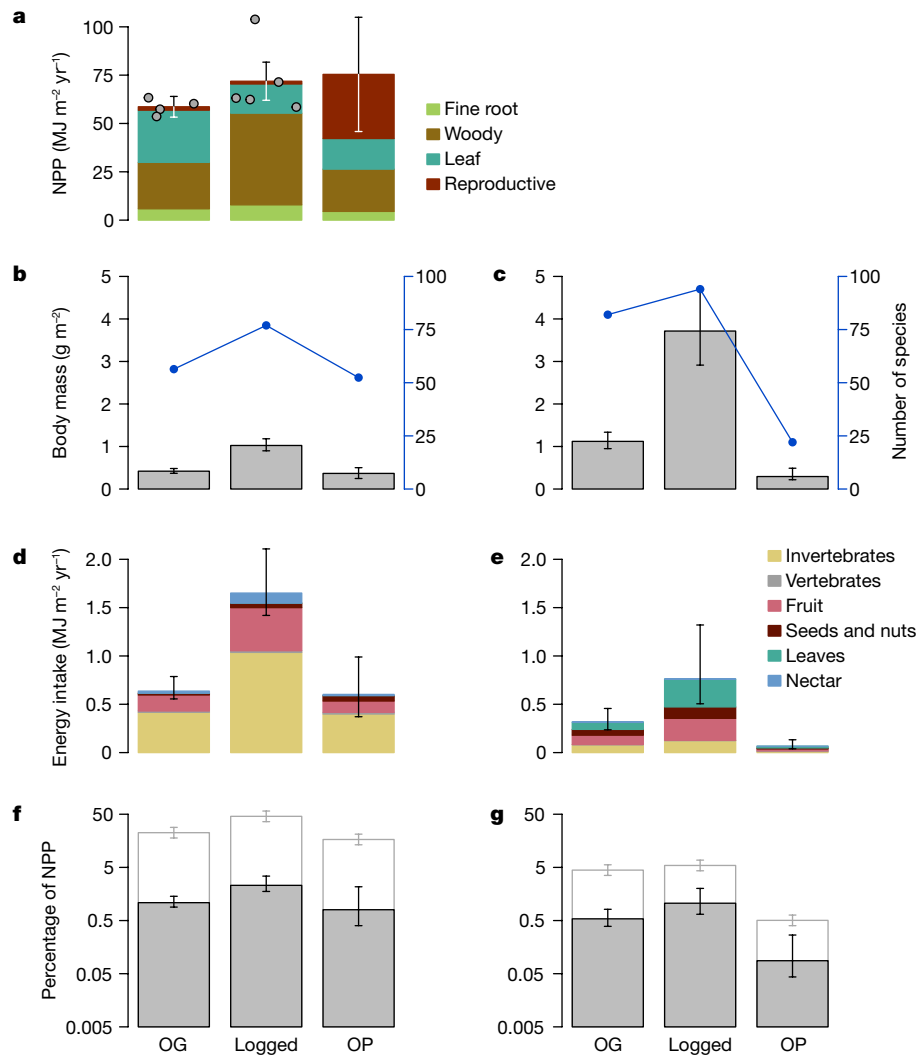 a
NPP (MJ m⁻² yr⁻¹)
100
75
50
25
0
Fine root
Woody
Leaf
Reproductive
b
Body mass (g m⁻²)
5
4
3
2
1
0
100
75
50
25
0
c
5
4
3
2
1
0
100
75
50
25
0
Number of species
d
Energy intake (MJ m⁻² yr⁻¹)
2.0
1.5
1.0
0.5
0
e
2.0
1.5
1.0
0.5
0
Invertebrates
Vertebrates
Fruit
Seeds and nuts
Leaves
Nectar
f
Percentage of NPP
50
5
0.5
0.05
0.005
OG Logged OP
g
50
5
0.5
0.05
0.005
OG Logged OP